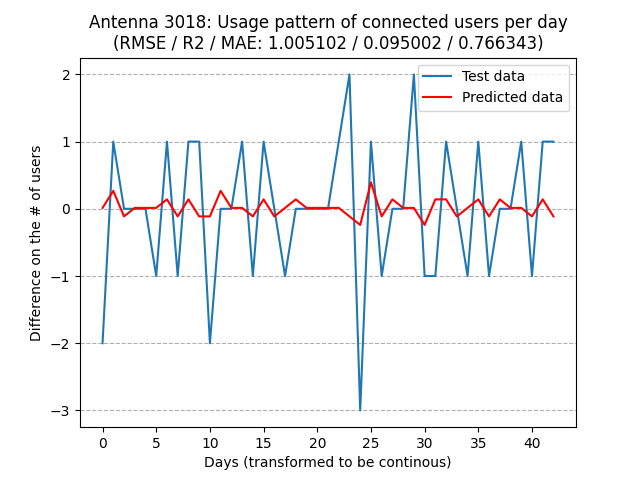 Antenna 3018: Usage pattern of connected users per day
(RMSE / R2 / MAE: 1.005102 / 0.095002 / 0.766343)
Test data
Predicted data
Difference on the # of users
2
1
0
−1
−2
−3
0 5 10 15 20 25 30 35 40
Days (transformed to be continous)